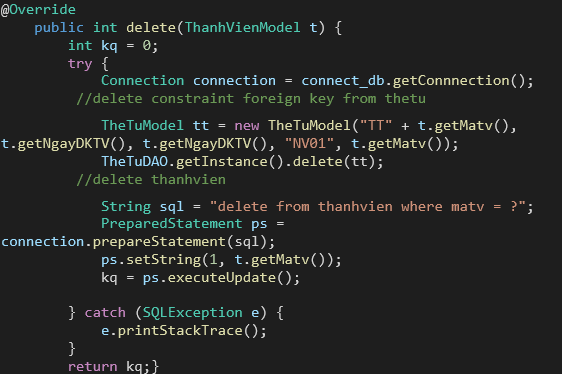 @Override
    public int delete(ThanhVienModel t) {
        int kq = 0;
        try {
            Connection connection = connect_db.getConnnection();
         //delete constraint foreign key from thetu
            TheTuModel tt = new TheTuModel("TT" + t.getMatv(),
t.getNgayDKTV(), t.getNgayDKTV(), "NV01", t.getMatv());
            TheTuDAO.getInstance().delete(tt);
         //delete thanhvien
            String sql = "delete from thanhvien where matv = ?";
            PreparedStatement ps =
connection.prepareStatement(sql);
            ps.setString(1, t.getMatv());
            kq = ps.executeUpdate();
        } catch (SQLException e) {
            e.printStackTrace();
        }
        return kq;}